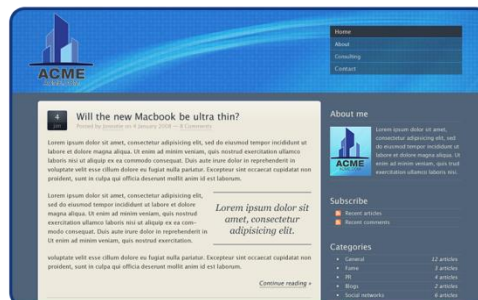 ACME
Home
About
Consulting
Contact
4
Will the new Macbook be ultra thin?
Posted by on 4 January 2008 — 8 Comments
Lorem ipsum dolor sit amet, consectetur adipisicing elit, sed do eiusmod tempor incididunt ut
labore et dolore magna aliqua. Ut enim ad minim veniam, quis nostrud exercitation ullamco
laboris nisi ut aliquip ex ea commodo consequat. Duis aute irure dolor in reprehenderit in
voluptate velit esse cillum dolore eu fugiat nulla pariatur. Excepteur sint occaecat cupidatat non
proident, sunt in culpa qui officia deserunt mollit anim id est laborum.
Lorem ipsum dolor sit amet, consectetur adipisicing elit,
sed do eiusmod tempor incididunt ut labore et dolore
magna aliqua. Ut enim ad minim veniam, quis nostrud
exercitation ullamco laboris nisi ut aliquip ex ea com-
modo consequat. Duis aute irure dolor in reprehenderit in
Ut enim ad minim veniam, quis nostrud exercitation.
Lorem ipsum dolor sit
amet, consectetur
adipisicing elit.
voluptate velit esse cillum dolore eu fugiat nulla pariatur. Excepteur sint occaecat cupidatat non
proident, sunt in culpa qui officia deserunt mollit anim id est laborum.
Continue reading »
About me
ACME
Lorem ipsum dolor sit amet,
consectetur adipisicing elit, sed
do eiusmod tempor incididunt
ut labore et dolore magna
aliqua. Ut enim ad minim
veniam, quis nostrud
Subscribe
Recent articles
Recent comments
Categories
General 12 articles
Fame 3 articles
PR 4 articles
Blogs 2 articles
Social networks 6 articles